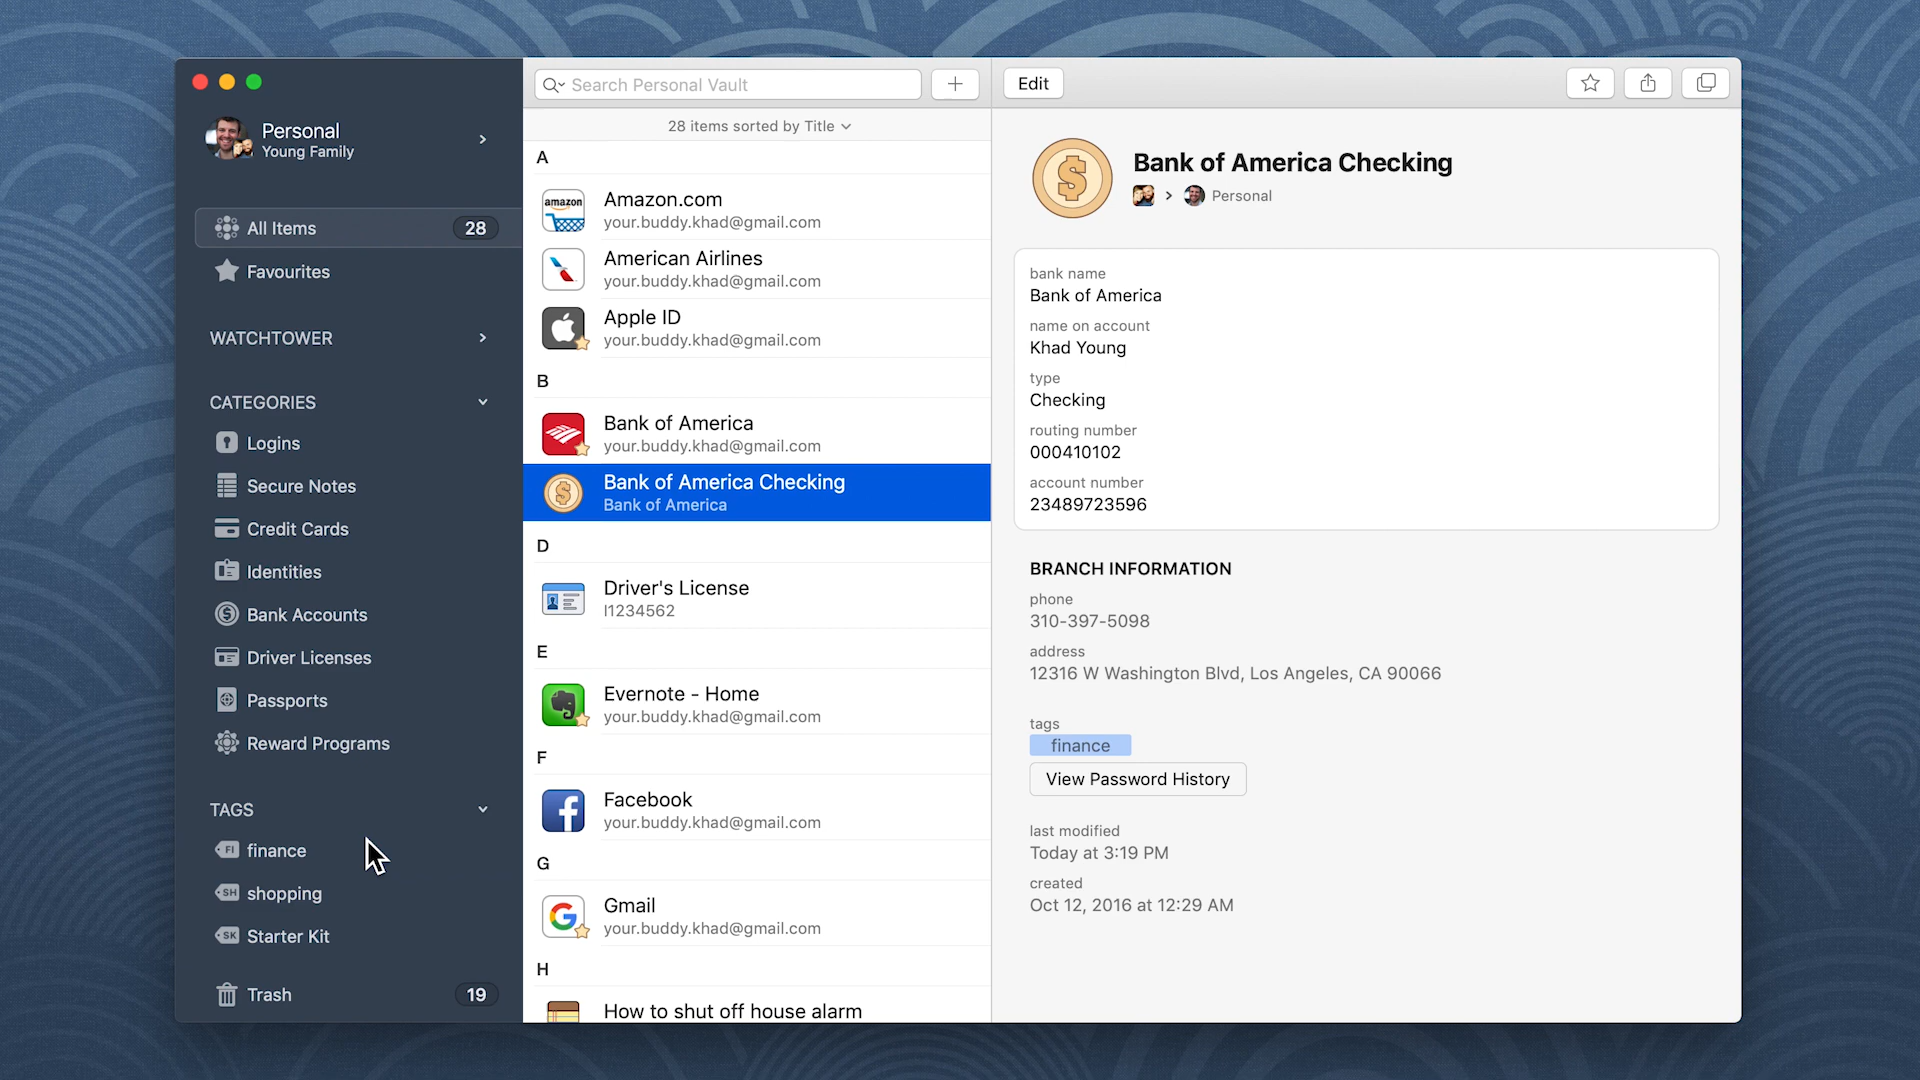 Personal
Young Family
All Items 28
Favourites
WATCHTOWER
CATEGORIES
Logins
Secure Notes
Credit Cards
Identities
Bank Accounts
Driver Licenses
Passports
Reward Programs
TAGS
FI finance
SH shopping
SK Starter Kit
Trash 19
Search Personal Vault
28 items sorted by Title
A
amazon
Amazon.com
your.buddy.khad@gmail.com
American Airlines
your.buddy.khad@gmail.com
Apple ID
your.buddy.khad@gmail.com
B
Bank of America
your.buddy.khad@gmail.com
Bank of America Checking
Bank of America
D
Driver's License
I1234562
E
Evernote - Home
your.buddy.khad@gmail.com
F
Facebook
your.buddy.khad@gmail.com
G
Gmail
your.buddy.khad@gmail.com
H
How to shut off house alarm
Edit
Bank of America Checking
Personal
bank name
Bank of America
name on account
Khad Young
type
Checking
routing number
000410102
account number
23489723596
BRANCH INFORMATION
phone
310-397-5098
address
12316 W Washington Blvd, Los Angeles, CA 90066
tags
finance
View Password History
last modified
Today at 3:19 PM
created
Oct 12, 2016 at 12:29 AM